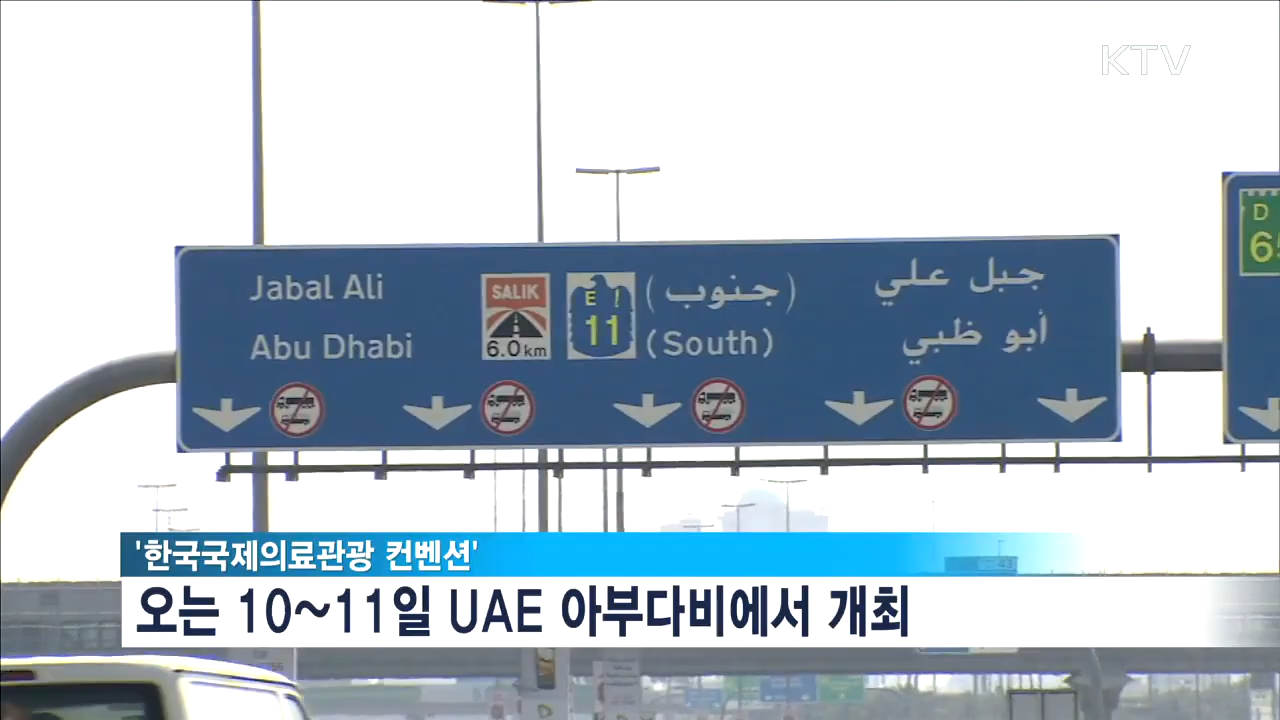 KTV
Jabal Ali
Abu Dhabi
SALIK
6.0 km
E
11
(جنوب)
(South)
جبل علي
أبو ظبي
D
'한국국제의료관광 컨벤션'
오는 10~11일 UAE 아부다비에서 개최